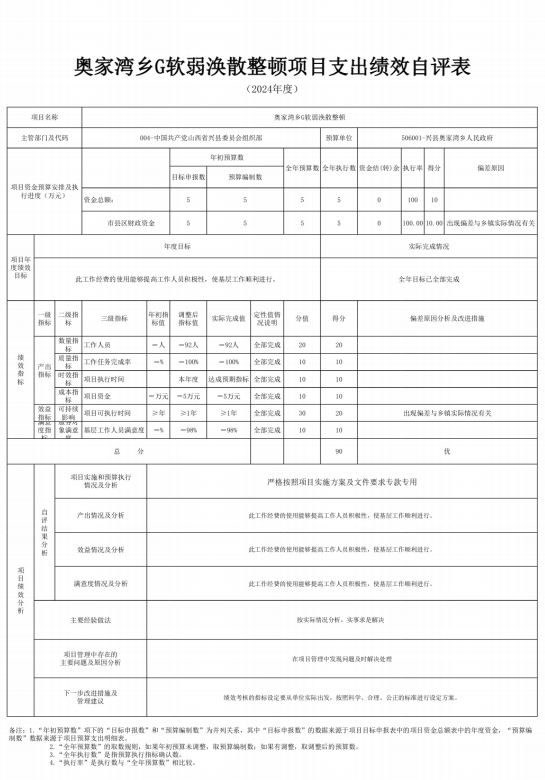 奥家湾乡G软弱涣散整顿项目支出绩效自评表
（2024年度）
项目名称 奥家湾乡G软弱涣散整顿
主管部门及代码 004-中国共产党山西省兴县委员会组织部 预算单位 506001-兴县奥家湾乡人民政府
项目资金预算安排及执行进度（万元） 年初预算数 全年预算数 全年执行数 资金结(转)余 执行率 得分 偏差原因
目标申报数 预算编制数
资金总额： 5 5 5 5 0 100 10
市县区财政资金 5 5 5 5 0 100.00 10.00 出现偏差与乡镇实际情况有关
项目年度绩效目标 年度目标 实际完成情况
此工作经费的使用能够提高工作人员积极性，使基层工作顺利进行。 全年目标已全部完成
绩效指标 一级指标 二级指标 三级指标 年初指标值 调整后指标值 实际完成值 定性值情况说明 分值 得分 偏差原因分析及改进措施
产出指标 数量指标 工作人员 =人 =92人 =92人 全部完成 20 20
质量指标 工作任务完成率 =% =100% =100% 全部完成 10 10
时效指标 项目执行时间 本年度 达成预期指标 全部完成 10 10
成本指标 项目资金 =万元 =5万元 =5万元 全部完成 10 10
效益指标 可持续影响 项目可执行时间 ≥年 ≥1年 ≥1年 全部完成 30 20 出现偏差与乡镇实际情况有关
满意度指标 服务对象满意度 基层工作人员满意度 =% =98% =98% 全部完成 10 10
总 分 90 优
项目绩效分析 自评结果分析 项目实施和预算执行情况及分析 严格按照项目实施方案及文件要求专款专用
产出情况及分析 此工作经费的使用能够提高工作人员积极性，使基层工作顺利进行。
效益情况及分析 此工作经费的使用能够提高工作人员积极性，使基层工作顺利进行。
满意度情况及分析 此工作经费的使用能够提高工作人员积极性，使基层工作顺利进行。
主要经验做法 按实际情况分析，实事求是解决
项目管理中存在的主要问题及原因分析 在项目管理中发现问题及时解决处理
下一步改进措施及管理建议 绩效考核的指标设定要从单位实际出发，按照科学、合理、公正的标准进行设定方案。
备注：1.“年初预算数”项下的“目标申报数”和“预算编制数”为并列关系，其中“目标申报数”的数据来源于项目目标申报表中的项目资金总额表中的年度资金，“预算编
制数”数据来源于项目预算支出明细表。
2.“全年预算数”的取数规则：如果年初预算未调整，取预算编制数；如果有调整，取调整后的预算数。
3.“全年执行数”是指预算执行指标确认数。
4.“执行率”是执行数与“全年预算数”相比较。